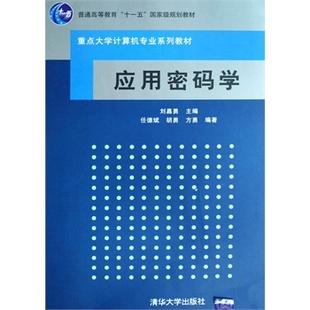 普通高等教育“十一五”国家级规划教材
重点大学计算机专业系列教材
应用密码学
刘嘉勇 主编
任德斌 胡勇 方勇 编著
清华大学出版社